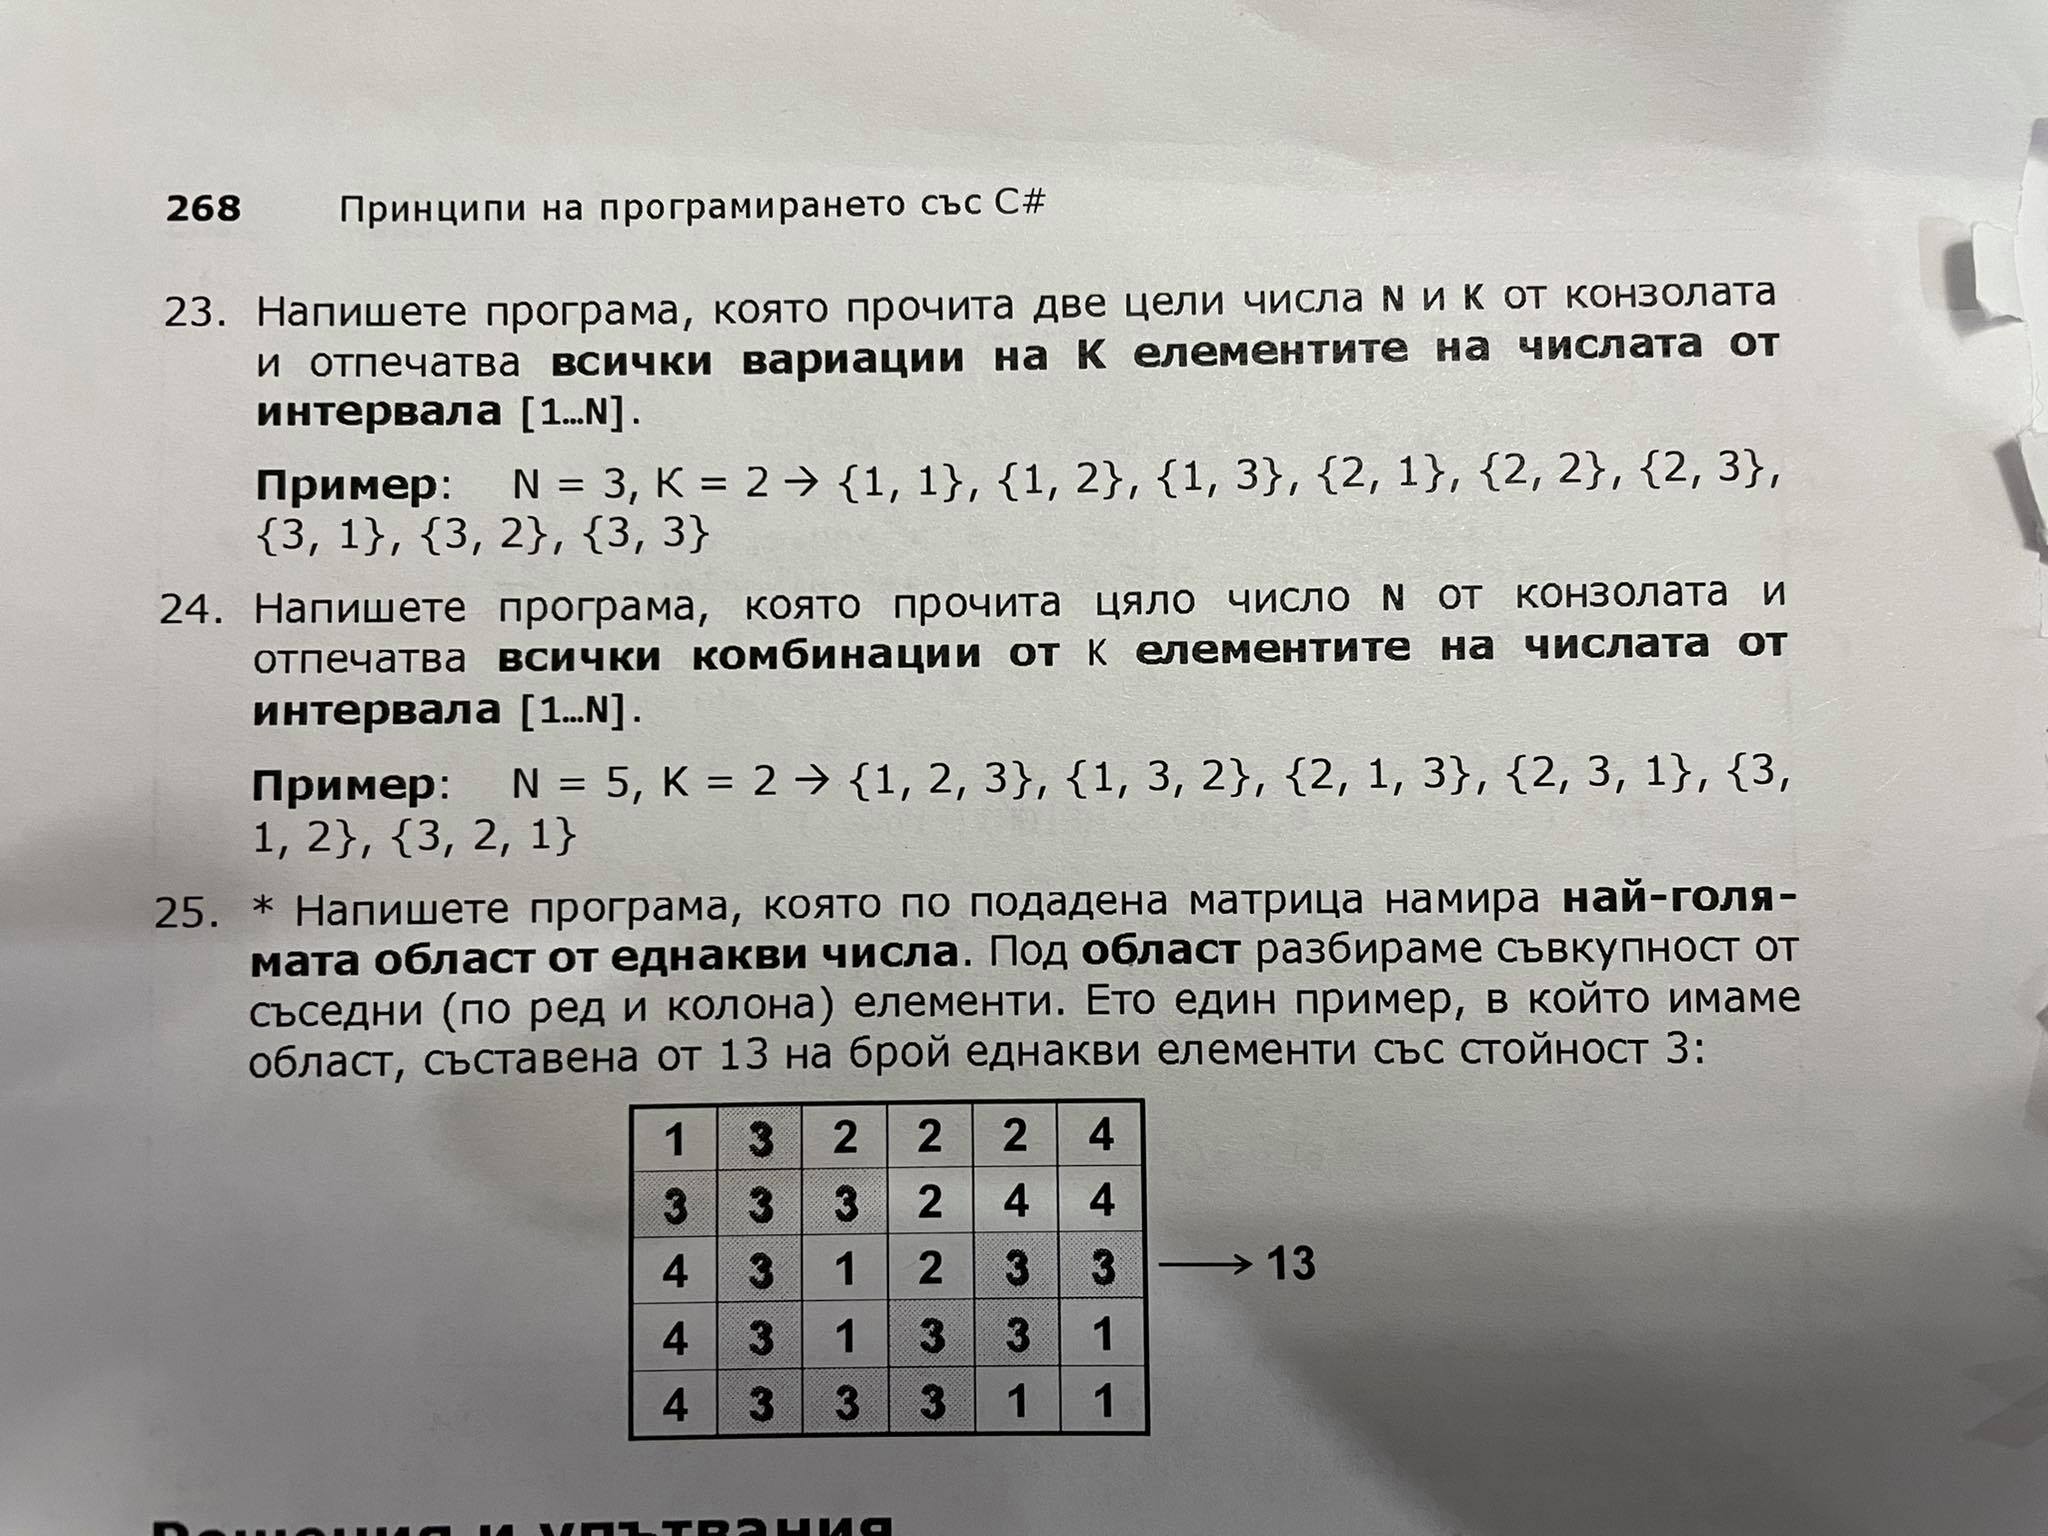 268 Принципи на програмирането със C#
23. Напишете програма, която прочита две цели числа N и K от конзолата
и отпечатва всички вариации на K елементите на числата от
интервала [1…N].
Пример: N = 3, K = 2 → {1, 1}, {1, 2}, {1, 3}, {2, 1}, {2, 2}, {2, 3},
{3, 1}, {3, 2}, {3, 3}
24. Напишете програма, която прочита цяло число N от конзолата и
отпечатва всички комбинации от K елементите на числата от
интервала [1…N].
Пример: N = 5, K = 2 → {1, 2, 3}, {1, 3, 2}, {2, 1, 3}, {2, 3, 1}, {3,
1, 2}, {3, 2, 1}
25. * Напишете програма, която по подадена матрица намира най-голя-
мата област от еднакви числа. Под област разбираме съвкупност от
съседни (по ред и колона) елементи. Ето един пример, в който имаме
област, съставена от 13 на брой еднакви елементи със стойност 3:
1 3 2 2 2 4
3 3 3 2 4 4
4 3 1 2 3 3 → 13
4 3 1 3 3 1
4 3 3 3 1 1
Решения и упътвания